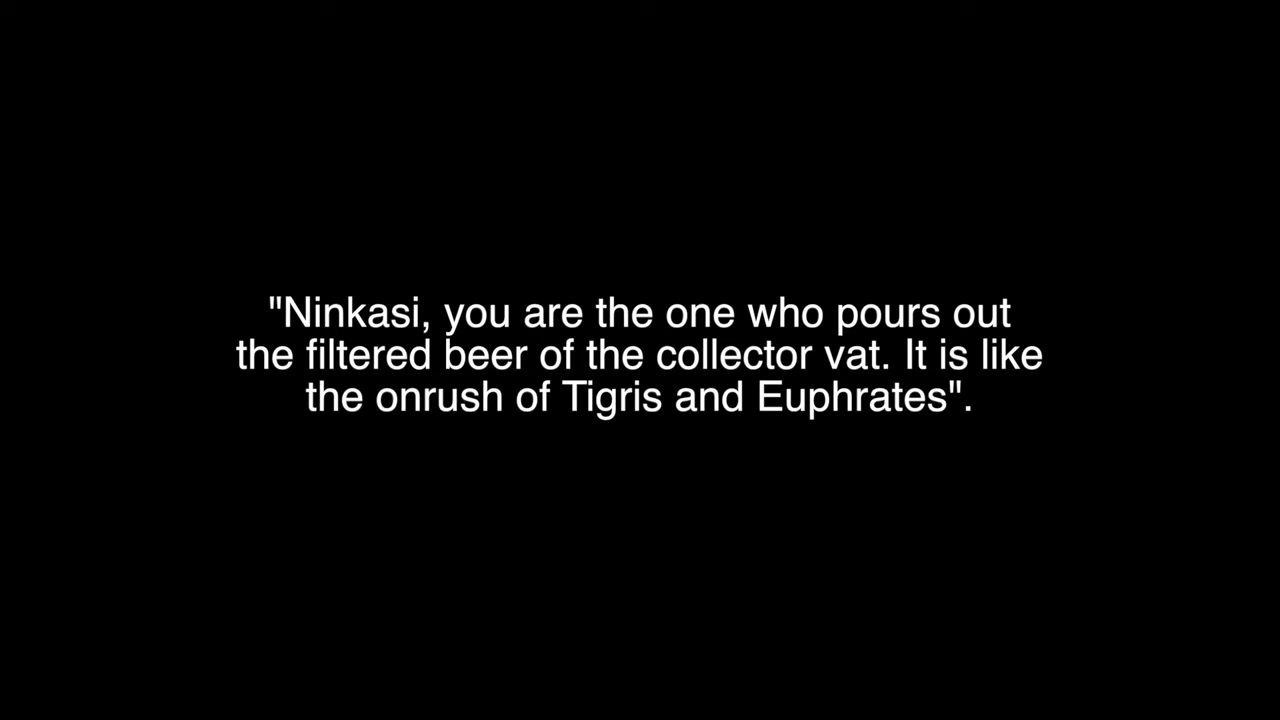 "Ninkasi, you are the one who pours out
the filtered beer of the collector vat. It is like
the onrush of Tigris and Euphrates".